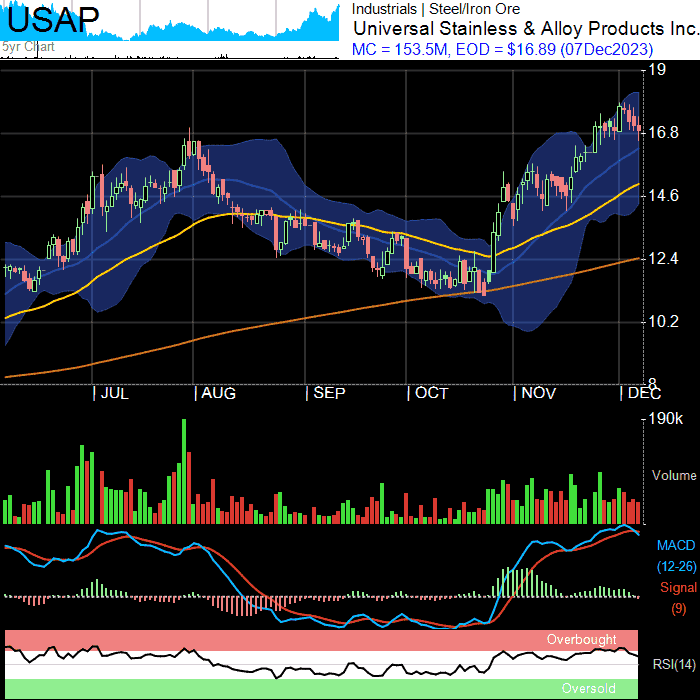 USAP
5yr Chart
Industrials | Steel/Iron Ore
Universal Stainless & Alloy Products Inc.
MC = 153.5M, EOD = $16.89 (07Dec2023)
19
16.8
14.6
12.4
10.2
8
| JUL | AUG | SEP | OCT | NOV | DEC
190k
Volume
MACD
(12-26)
Signal
(9)
Overbought
RSI(14)
Oversold